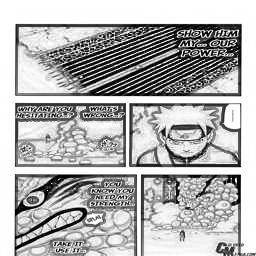 SHOW HIM
MY... OUR
POWER...
WHY ARE YOU
HESITATING..?
WHAT'S
WRONG..?
...
YOU
KNOW YOU
NEED MY
STRENGTH...
TAKE IT.
USE IT...